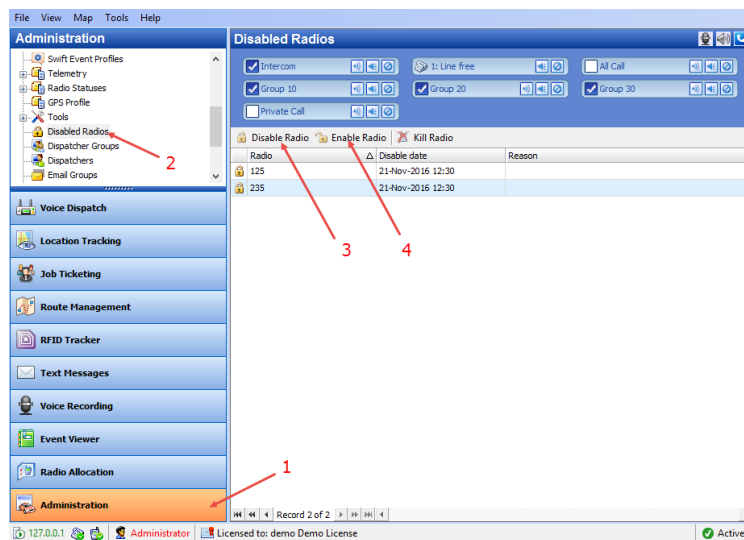 File View Map Tools Help
Administration
Disabled Radios
Swift Event Profiles
Telemetry
Radio Statuses
GPS Profile
Tools
Disabled Radios
Dispatcher Groups
Dispatchers
Email Groups
2
Intercom
1: Line free
All Call
Group 10
Group 20
Group 30
Private Call
Disable Radio Enable Radio Kill Radio
Radio Disable date Reason
125 21-Nov-2016 12:30
235 21-Nov-2016 12:30
3 4
Voice Dispatch
Location Tracking
Job Ticketing
Route Management
RFID Tracker
Text Messages
Voice Recording
Event Viewer
Radio Allocation
Administration
1
Record 2 of 2
127.0.0.1 Administrator Licensed to: demo Demo License Active